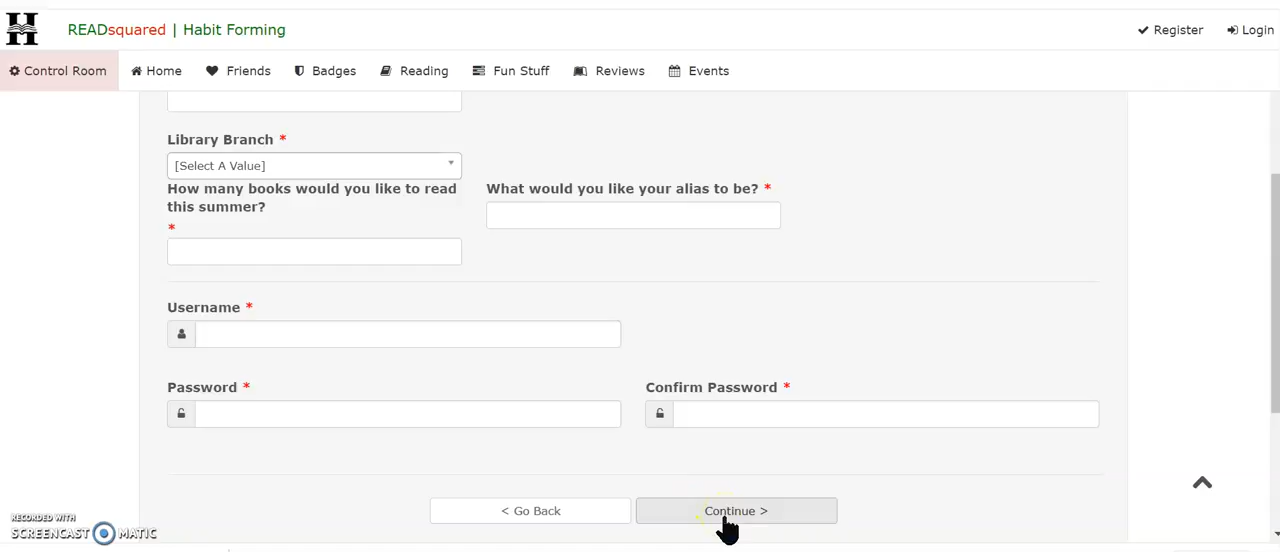 H READsquared | Habit Forming
Register Login
Control Room Home Friends Badges Reading Fun Stuff Reviews Events
Library Branch *
[Select A Value]
How many books would you like to read
this summer?
*
What would you like your alias to be? *
Username *
Password * Confirm Password *
< Go Back Continue >
RECORDED WITH
SCREENCAST MATIC